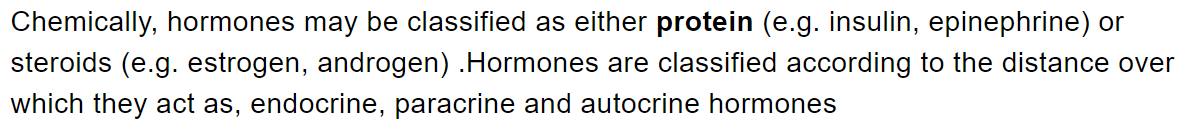 Chemically, hormones may be classified as either protein (e.g. insulin, epinephrine) or
steroids (e.g. estrogen, androgen) .Hormones are classified according to the distance over
which they act as, endocrine, paracrine and autocrine hormones